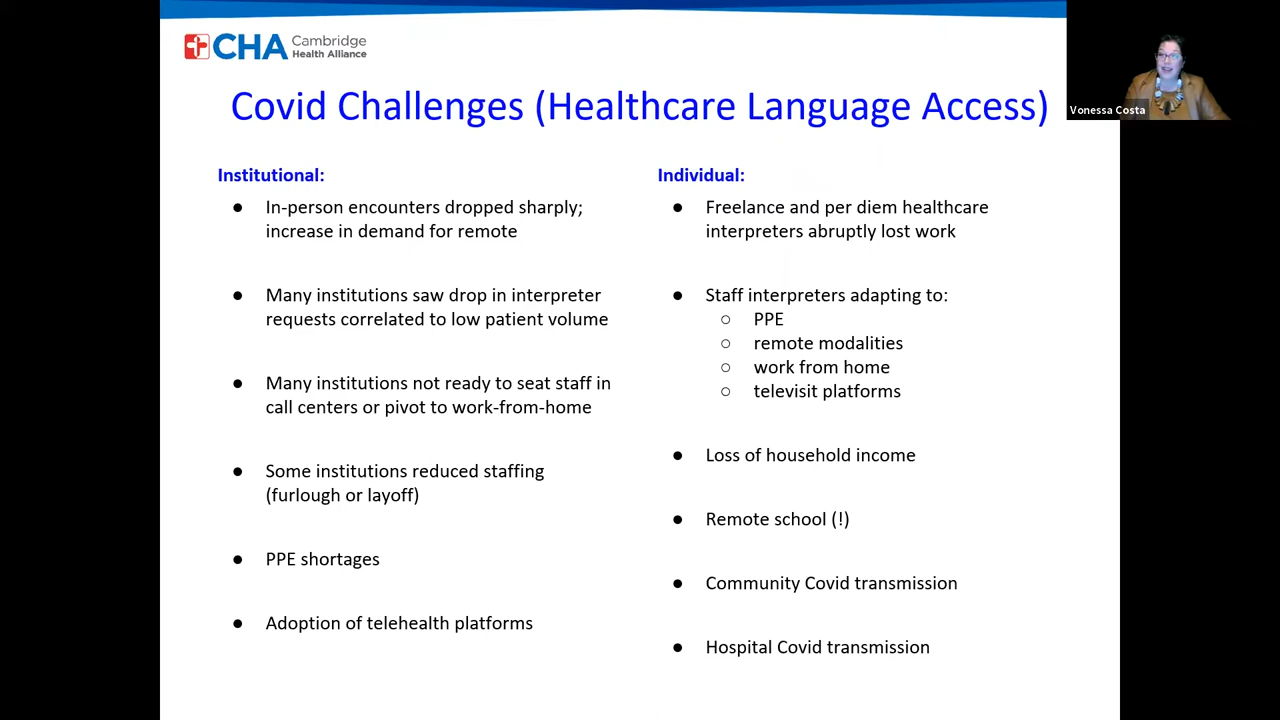 CHA Cambridge
Health Alliance
Covid Challenges (Healthcare Language Access)
Vonessa Costa
Institutional:
● In-person encounters dropped sharply;
increase in demand for remote
● Many institutions saw drop in interpreter
requests correlated to low patient volume
● Many institutions not ready to seat staff in
call centers or pivot to work-from-home
● Some institutions reduced staffing
(furlough or layoff)
● PPE shortages
● Adoption of telehealth platforms
Individual:
● Freelance and per diem healthcare
interpreters abruptly lost work
● Staff interpreters adapting to:
○ PPE
○ remote modalities
○ work from home
○ televisit platforms
● Loss of household income
● Remote school (!)
● Community Covid transmission
● Hospital Covid transmission